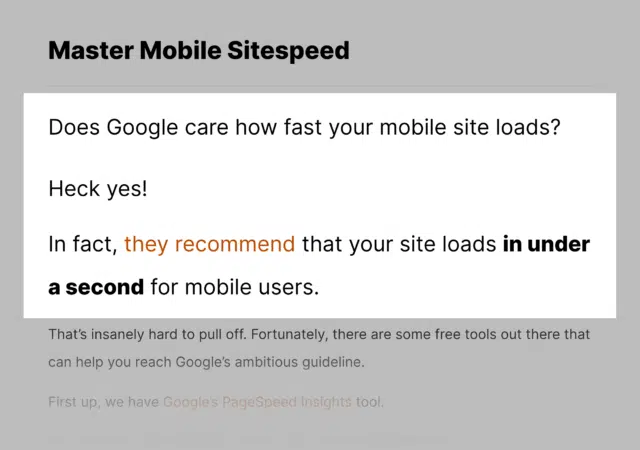 Master Mobile Sitespeed
Does Google care how fast your mobile site loads?
Heck yes!
In fact, they recommend that your site loads in under
a second for mobile users.
That’s insanely hard to pull off. Fortunately, there are some free tools out there that
can help you reach Google’s ambitious guideline.
First up, we have Google’s PageSpeed Insights tool.